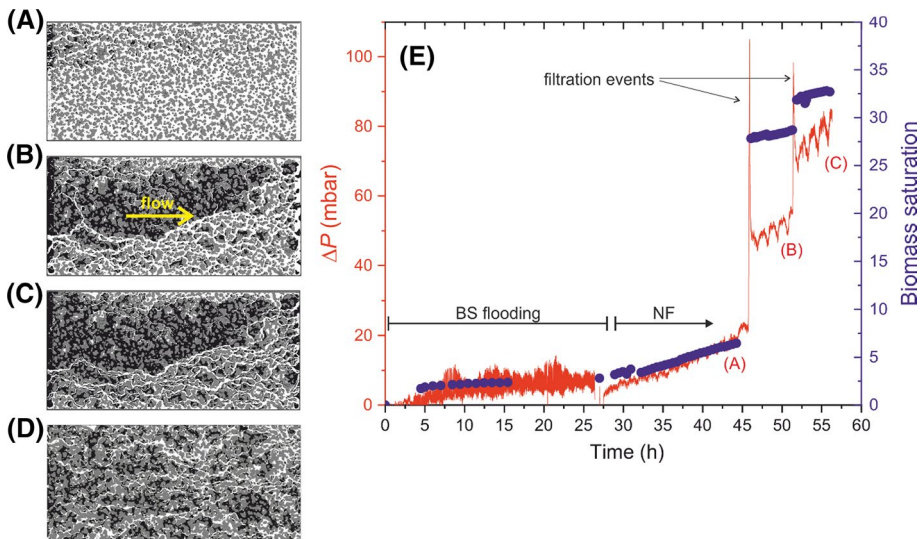 (A)
(B)
flow
(C)
(D)
(E)
filtration events
BS flooding
NF
(A)
(B)
(C)
ΔP (mbar)
0
20
40
60
80
100
Time (h)
0
5
10
15
20
25
30
35
40
45
50
55
60
Biomass saturation
0
5
10
15
20
25
30
35
40